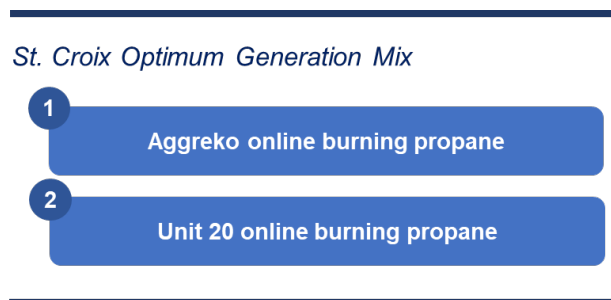 St. Croix Optimum Generation Mix
1
Aggreko online burning propane
2
Unit 20 online burning propane